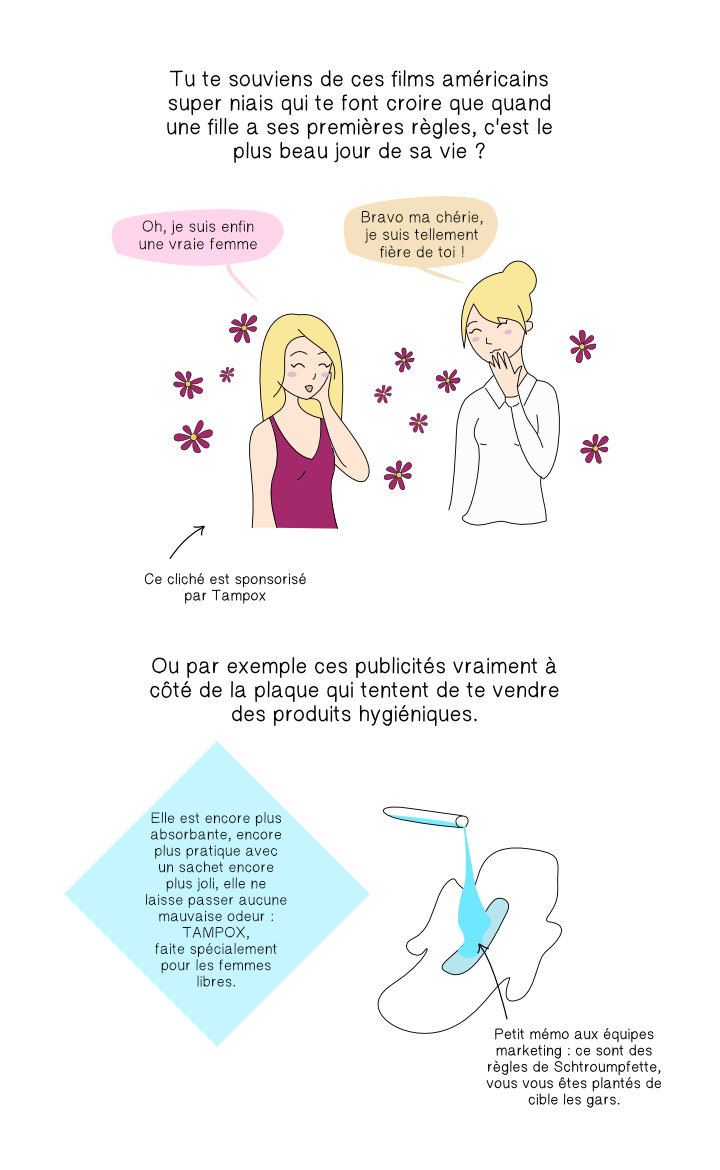 Tu te souviens de ces films américains
super niais qui te font croire que quand
une fille a ses premières règles, c'est le
plus beau jour de sa vie ?
Oh, je suis enfin
une vraie femme
Bravo ma chérie,
je suis tellement
fière de toi !
Ce cliché est sponsorisé
par Tampox
Ou par exemple ces publicités vraiment à
côté de la plaque qui tentent de te vendre
des produits hygiéniques.
Elle est encore plus
absorbante, encore
plus pratique avec
un sachet encore
plus joli, elle ne
laisse passer aucune
mauvaise odeur :
TAMPOX,
faite spécialement
pour les femmes
libres.
Petit mémo aux équipes
marketing : ce sont des
règles de Schtroumpfette,
vous vous êtes plantés de
cible les gars.